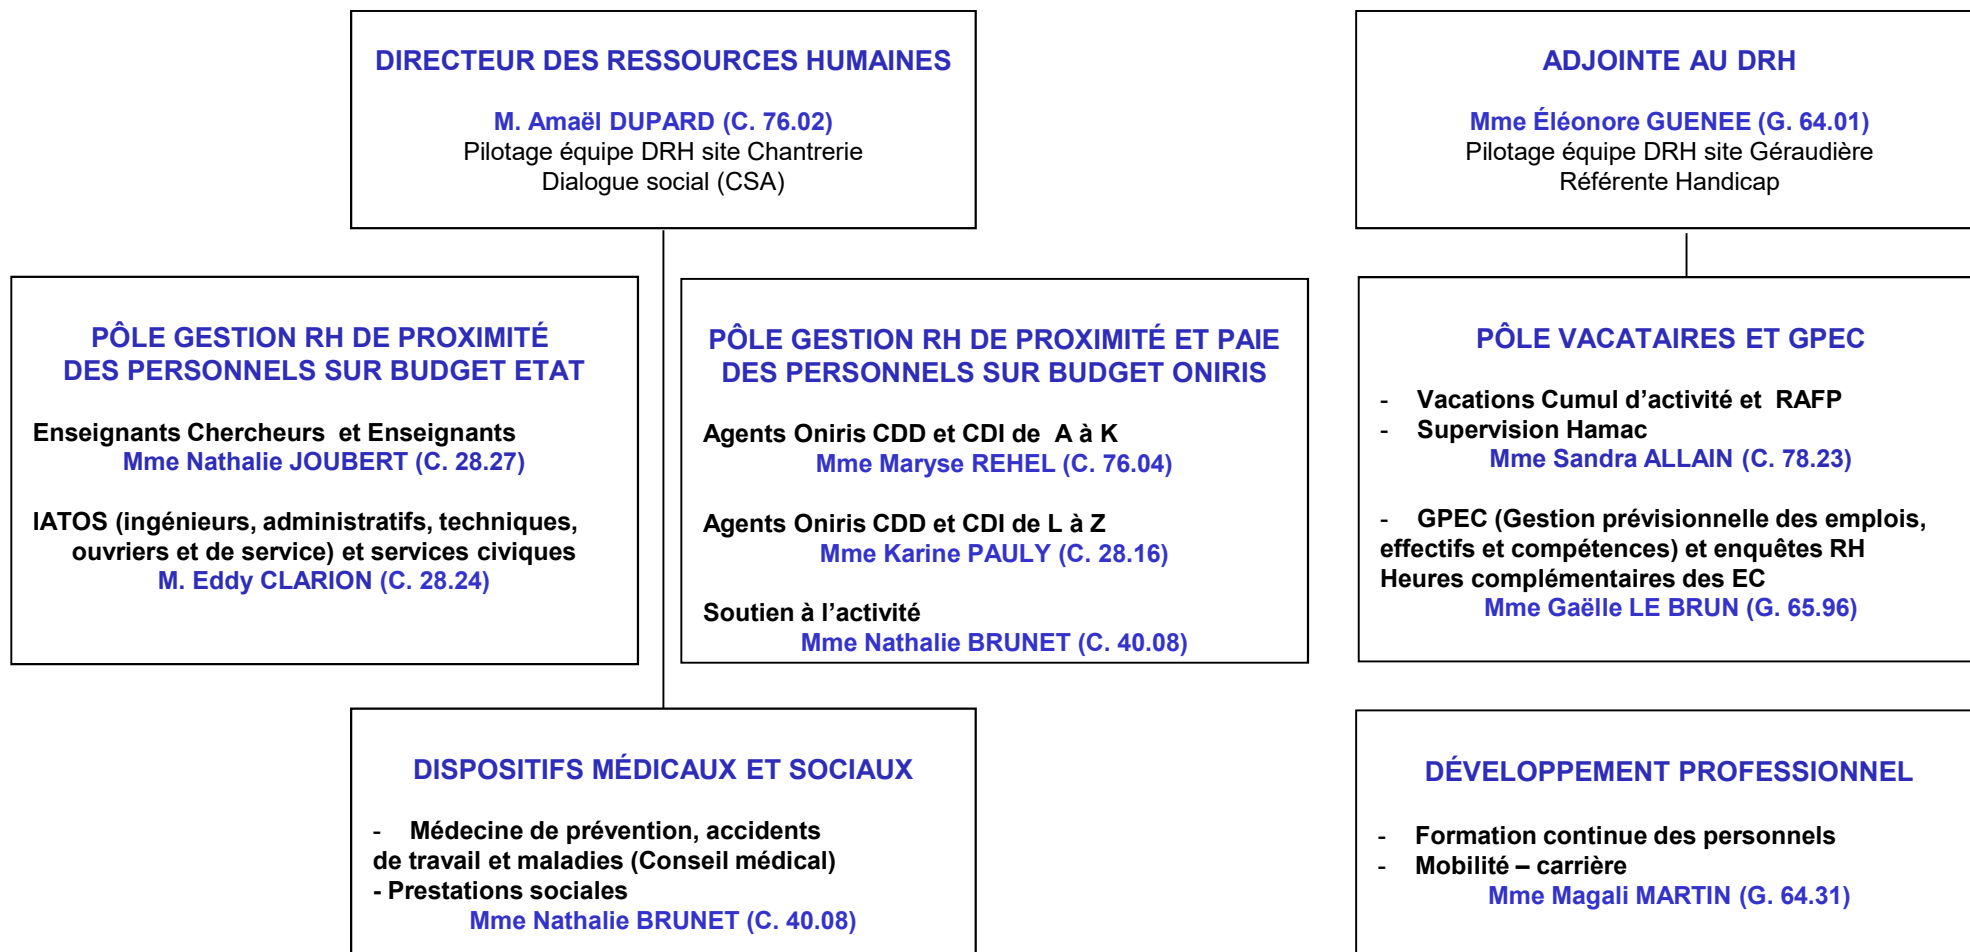 DIRECTEUR DES RESSOURCES HUMAINES
M. Amaël DUPARD (C. 76.02)
Pilotage équipe DRH site Chantrerie
Dialogue social (CSA)
ADJOINTE AU DRH
Mme Éléonore GUENEE (G. 64.01)
Pilotage équipe DRH site Géraudière
Référente Handicap
PÔLE GESTION RH DE PROXIMITÉ
DES PERSONNELS SUR BUDGET ETAT
Enseignants Chercheurs et Enseignants
Mme Nathalie JOUBERT (C. 28.27)
IATOS (ingénieurs, administratifs, techniques,
ouvriers et de service) et services civiques
M. Eddy CLARION (C. 28.24)
PÔLE GESTION RH DE PROXIMITÉ ET PAIE
DES PERSONNELS SUR BUDGET ONIRIS
Agents Oniris CDD et CDI de A à K
Mme Maryse REHEL (C. 76.04)
Agents Oniris CDD et CDI de L à Z
Mme Karine PAULY (C. 28.16)
Soutien à l'activité
Mme Nathalie BRUNET (C. 40.08)
PÔLE VACATAIRES ET GPEC
- Vacations Cumul d'activité et RAFP
- Supervision Hamac
Mme Sandra ALLAIN (C. 78.23)
- GPEC (Gestion prévisionnelle des emplois,
effectifs et compétences) et enquêtes RH
Heures complémentaires des EC
Mme Gaëlle LE BRUN (G. 65.96)
DISPOSITIFS MÉDICAUX ET SOCIAUX
- Médecine de prévention, accidents
de travail et maladies (Conseil médical)
- Prestations sociales
Mme Nathalie BRUNET (C. 40.08)
DÉVELOPPEMENT PROFESSIONNEL
- Formation continue des personnels
- Mobilité – carrière
Mme Magali MARTIN (G. 64.31)